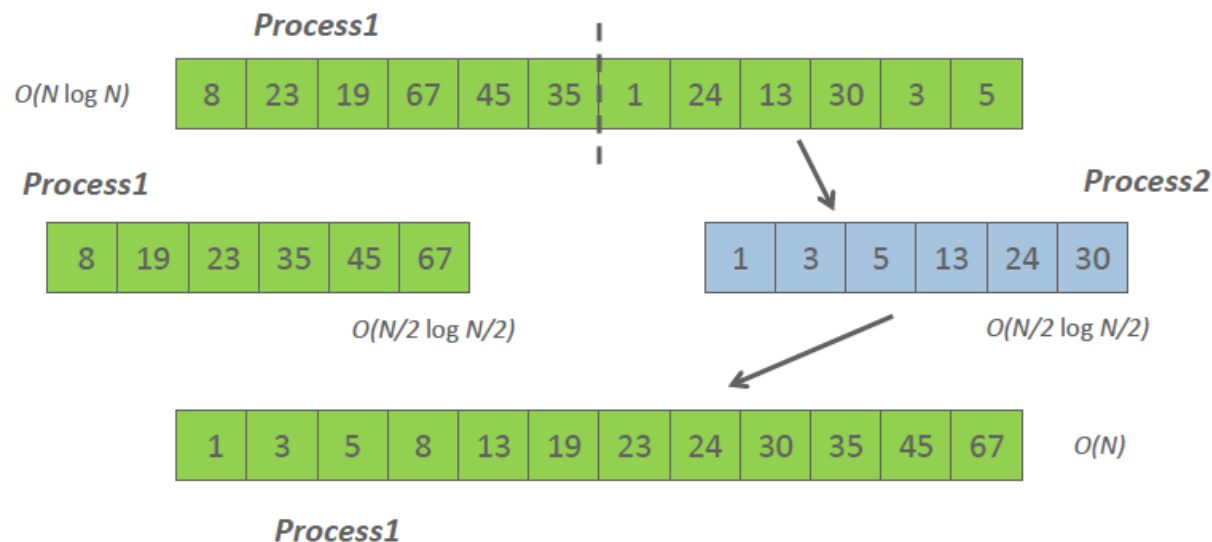 Process1
O(N log N) 8 23 19 67 45 35 1 24 13 30 3 5
Process1 Process2
8 19 23 35 45 67 1 3 5 13 24 30
O(N/2 log N/2) O(N/2 log N/2)
1 3 5 8 13 19 23 24 30 35 45 67 O(N)
Process1